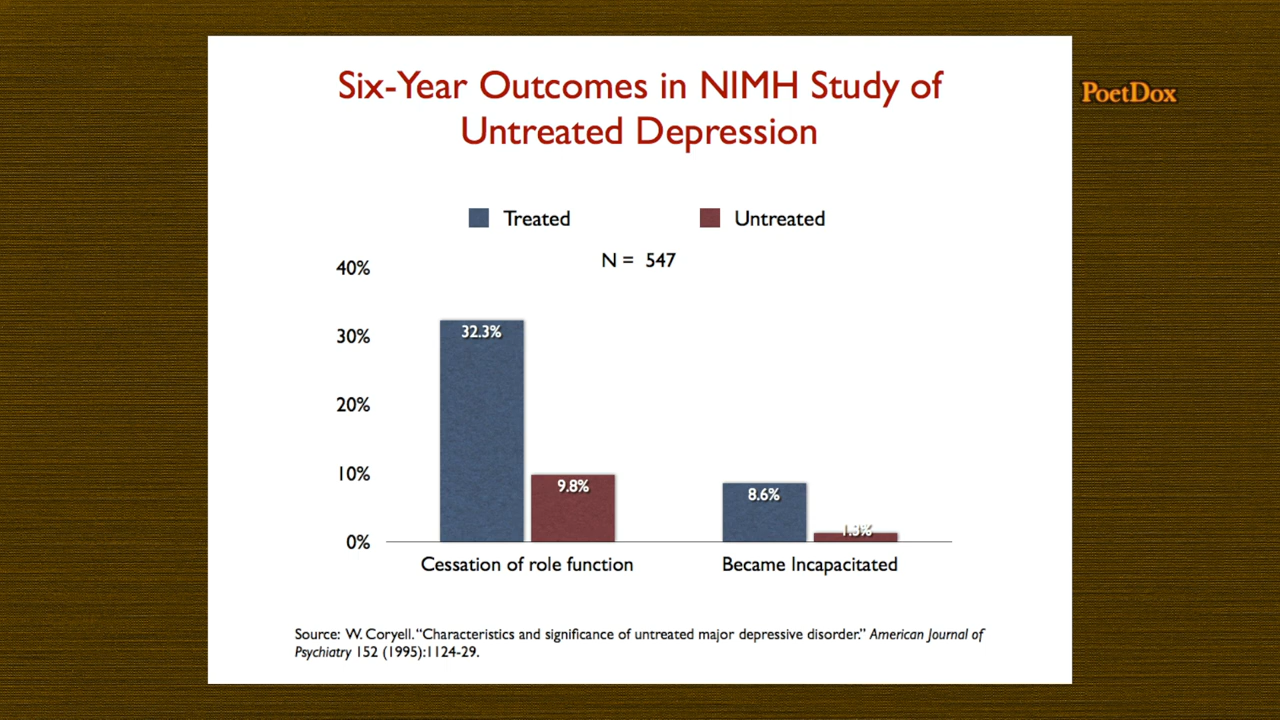 Six-Year Outcomes in NIMH Study of
Untreated Depression
PoetDox
Treated
Untreated
N = 547
40%
30%
20%
10%
0%
32.3%
9.8%
8.6%
1.3%
Cessation of role function
Became Incapacitated
Source: W. Coryell. “Characteristics and significance of untreated major depressive disorder.” American Journal of
Psychiatry 152 (1995):1124-29.